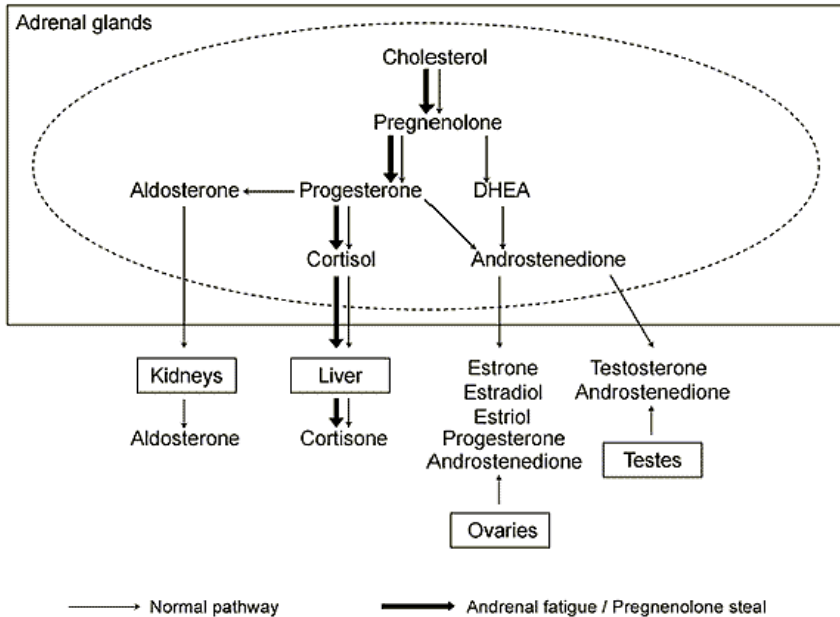 Adrenal glands
Cholesterol
Pregnenolone
Aldosterone
Progesterone
DHEA
Cortisol
Androstenedione
Kidneys
Liver
Estrone
Estradiol
Estriol
Progesterone
Androstenedione
Testosterone
Androstenedione
Aldosterone
Cortisone
Testes
Ovaries
Normal pathway
Andrenal fatigue / Pregnenolone steal